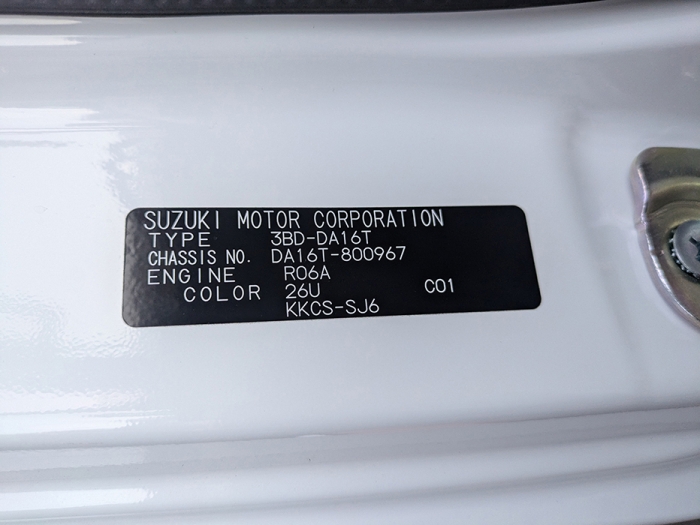 SUZUKI MOTOR CORPORATION
TYPE 3BD-DA16T
CHASSIS NO. DA16T-800967
ENGINE R06A
COLOR 26U C01
KKCS-SJ6